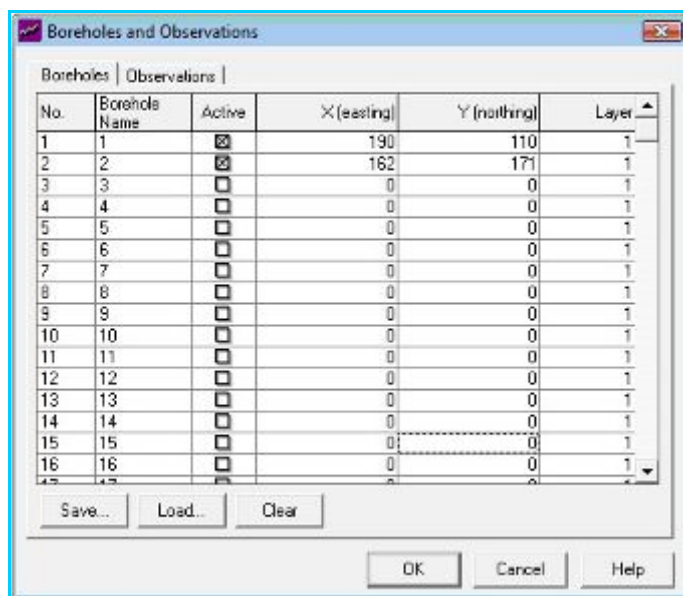 Boreholes and Observations
Boreholes Observations
No. Borehole Name Active X (easting) Y (northing) Layer
1 1 190 110 1
2 2 162 171 1
3 3 0 0 1
4 4 0 0 1
5 5 0 0 1
6 6 0 0 1
7 7 0 0 1
8 8 0 0 1
9 9 0 0 1
10 10 0 0 1
11 11 0 0 1
12 12 0 0 1
13 13 0 0 1
14 14 0 0 1
15 15 0 0 1
16 16 0 0 1
Save... Load... Clear
OK Cancel Help